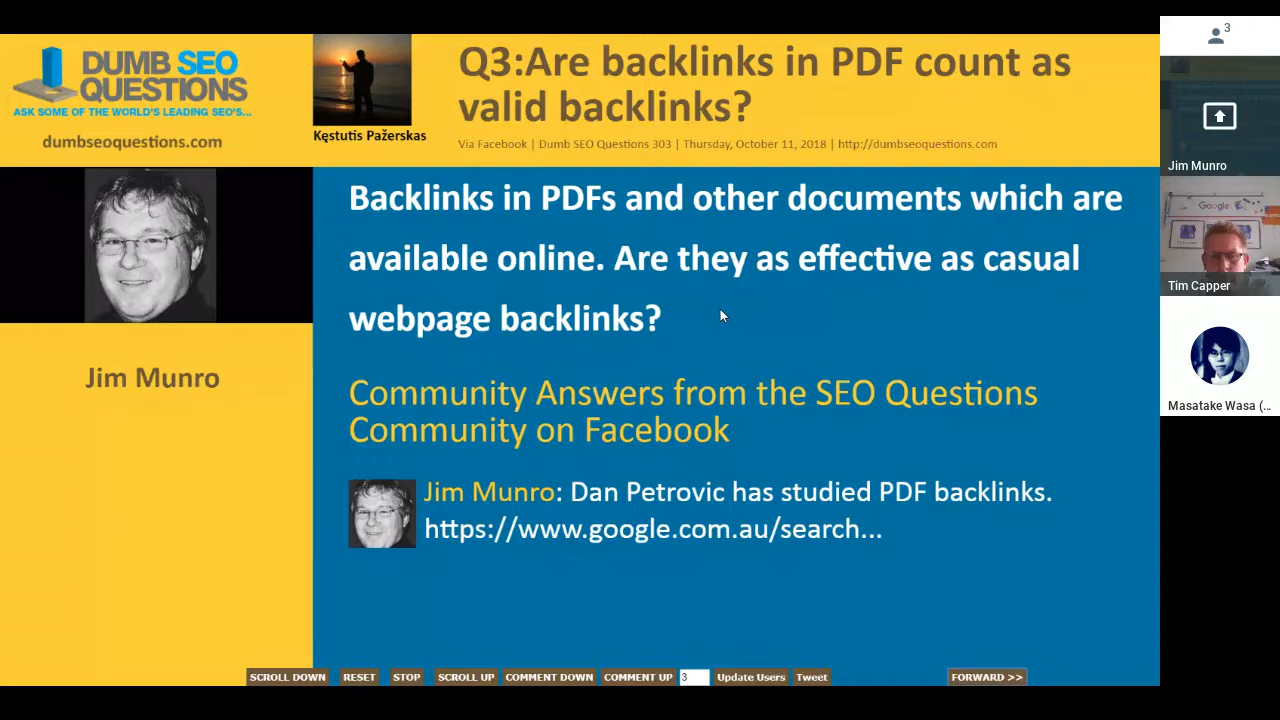 DUMB SEO
QUESTIONS
ASK SOME OF THE WORLD'S LEADING SEO'S...
dumbseoquestions.com
Kęstutis Pažerskas
Q3:Are backlinks in PDF count as
valid backlinks?
Via Facebook | Dumb SEO Questions 303 | Thursday, October 11, 2018 | http://dumbseoquestions.com
Jim Munro
Backlinks in PDFs and other documents which are
available online. Are they as effective as casual
webpage backlinks?
Community Answers from the SEO Questions
Community on Facebook
Jim Munro: Dan Petrovic has studied PDF backlinks.
https://www.google.com.au/search...
SCROLL DOWN RESET STOP SCROLL UP COMMENT DOWN COMMENT UP 3 Update Users Tweet FORWARD >>
3
Jim Munro
Google
Tim Capper
Masatake Wasa (...